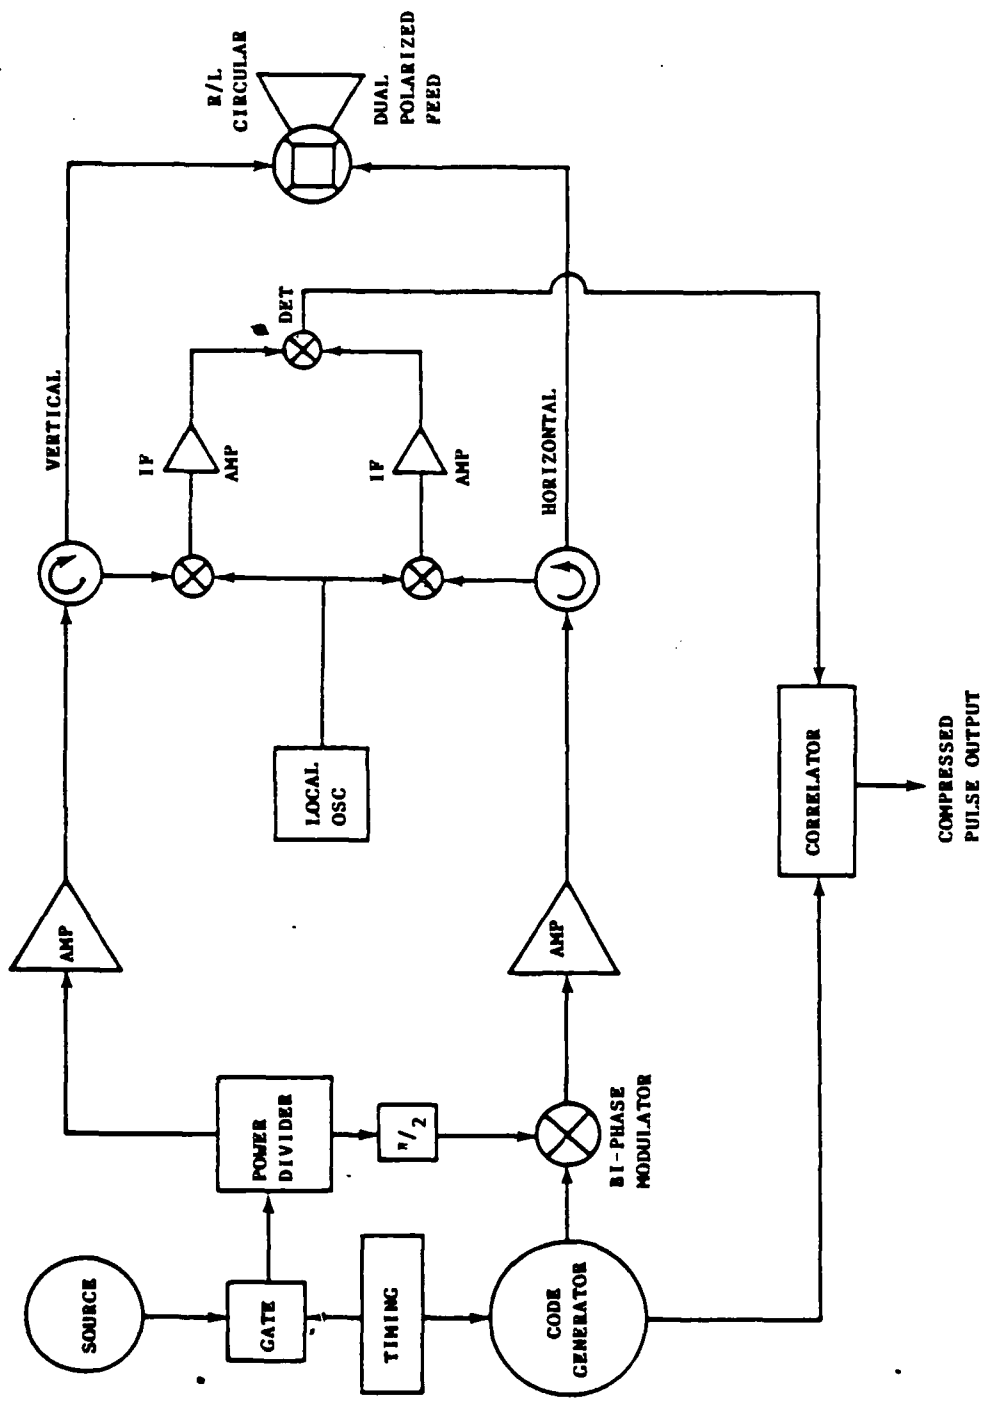 SOURCE
GATE
TIMING
CODE
GENERATOR
POWER
DIVIDER
π/2
BI-PHASE
MODULATOR
AMP
AMP
LOCAL
OSC
VERTICAL
IF
AMP
IF
AMP
HORIZONTAL
ø
DET
R/L
CIRCULAR
DUAL
POLARIZED
FEED
CORRELATOR
COMPRESSED
PULSE OUTPUT